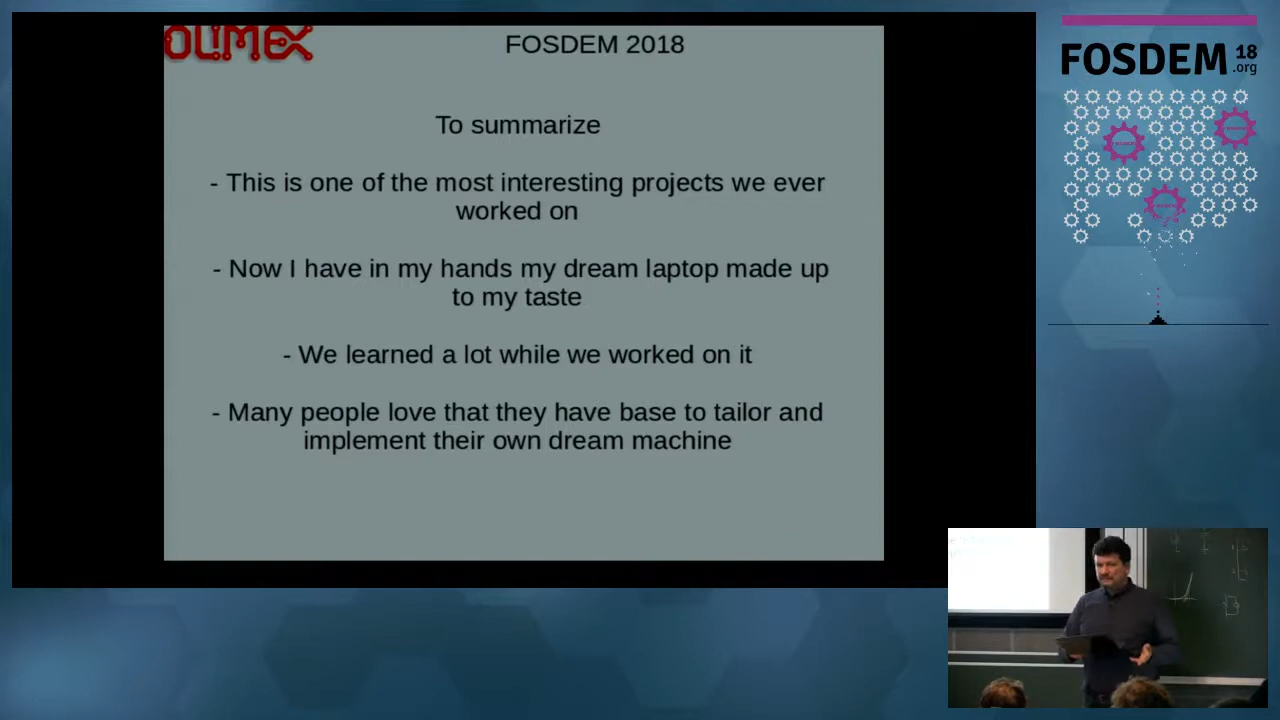 OLIMEX
FOSDEM 2018
To summarize
- This is one of the most interesting projects we ever
worked on
- Now I have in my hands my dream laptop made up
to my taste
- We learned a lot while we worked on it
- Many people love that they have base to tailor and
implement their own dream machine
FOSDEM 18
.org